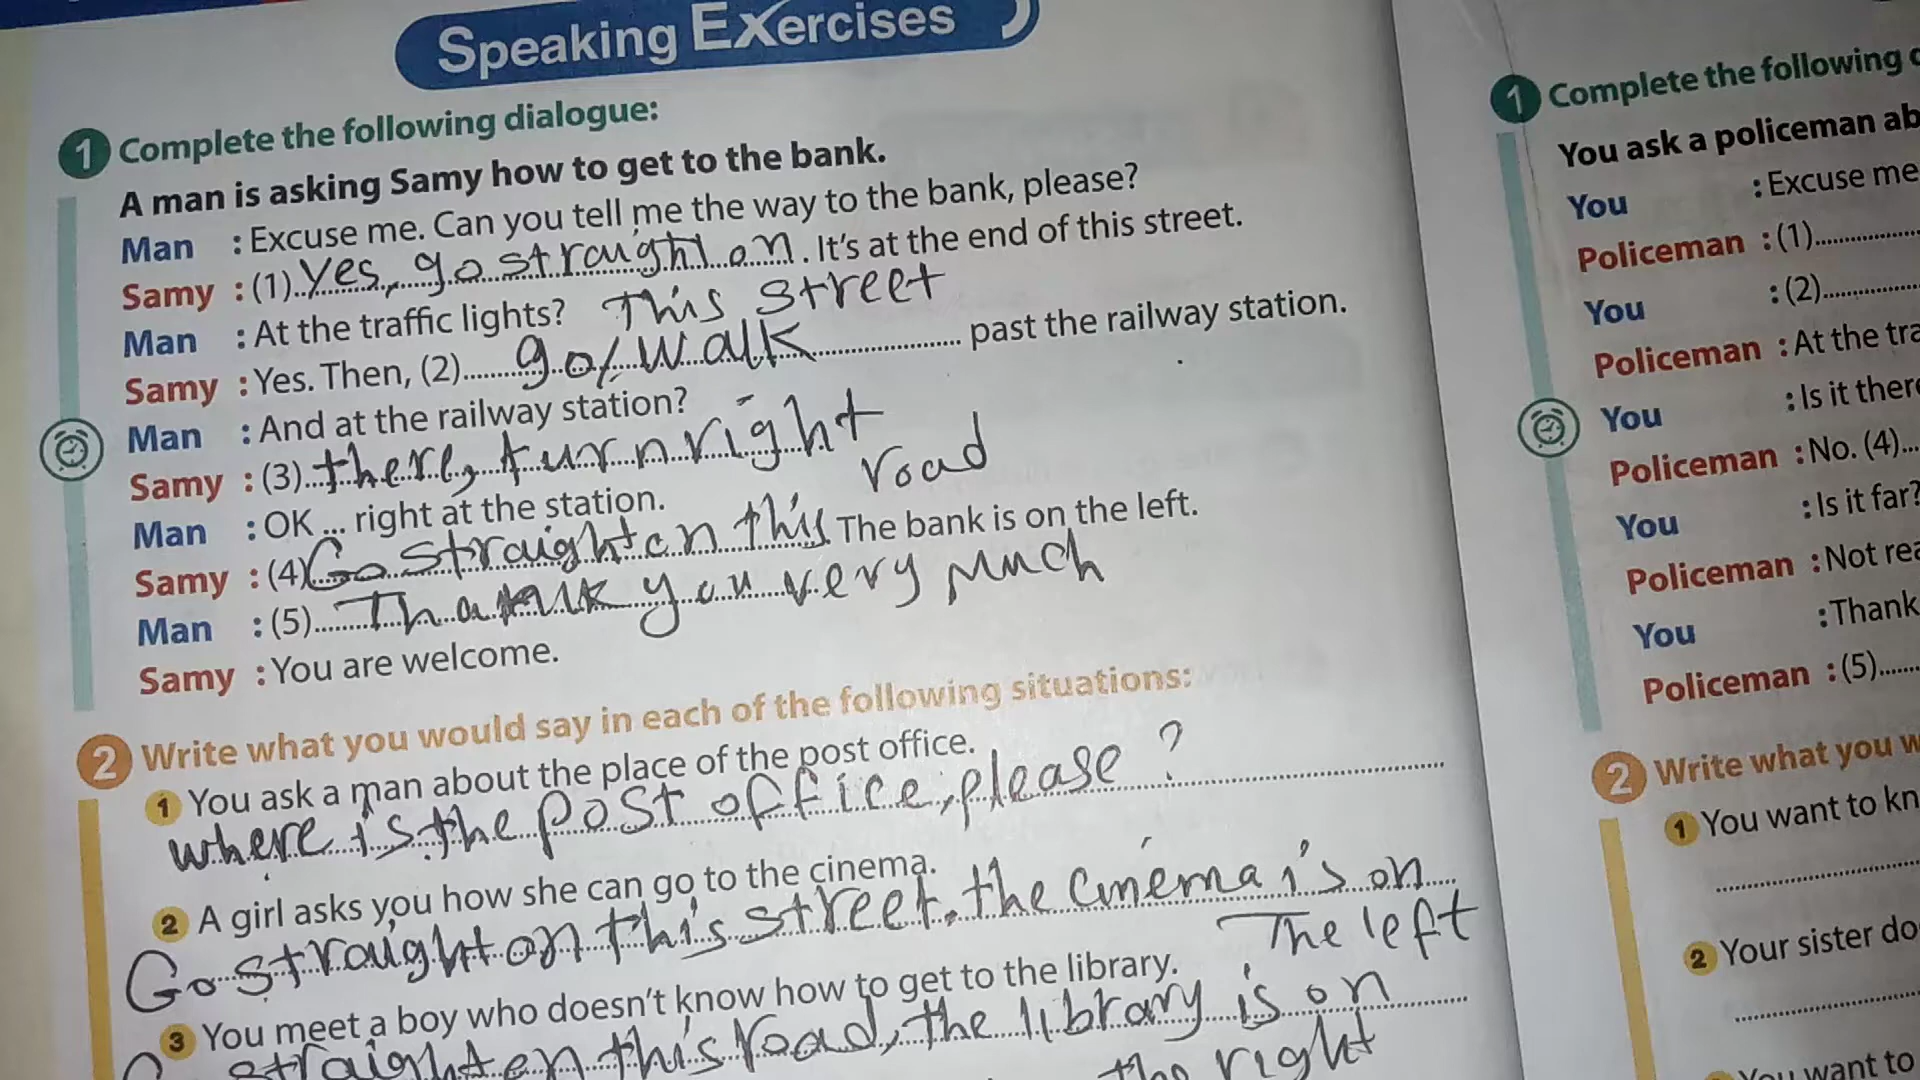 Speaking Exercises
1 Complete the following dialogue:
A man is asking Samy how to get to the bank.
Man : Excuse me. Can you tell me the way to the bank, please?
Samy : (1) Yes, go straight on. It's at the end of this street.
this street
Man : At the traffic lights?
Samy : Yes. Then, (2) go/walk past the railway station.
Man : And at the railway station?
Samy : (3) there, turn right
road
Man : OK ... right at the station.
Samy : (4) Go straight on this The bank is on the left.
Man : (5) Thank you very much
Samy : You are welcome.
2 Write what you would say in each of the following situations:
1 You ask a man about the place of the post office.
where is the post office, please?
2 A girl asks you how she can go to the cinema.
Go straight on this street, the cinema is on
The left
3 You meet a boy who doesn't know how to get to the library.
straight on this road, the library is on
the right
1 Complete the following
You ask a policeman ab
You : Excuse me
Policeman : (1)
You : (2)
Policeman : At the tra
You : Is it there
Policeman : No. (4)
You : Is it far?
Policeman : Not rea
You : Thank
Policeman : (5)
2 Write what you w
1 You want to kn
2 Your sister do
You want to